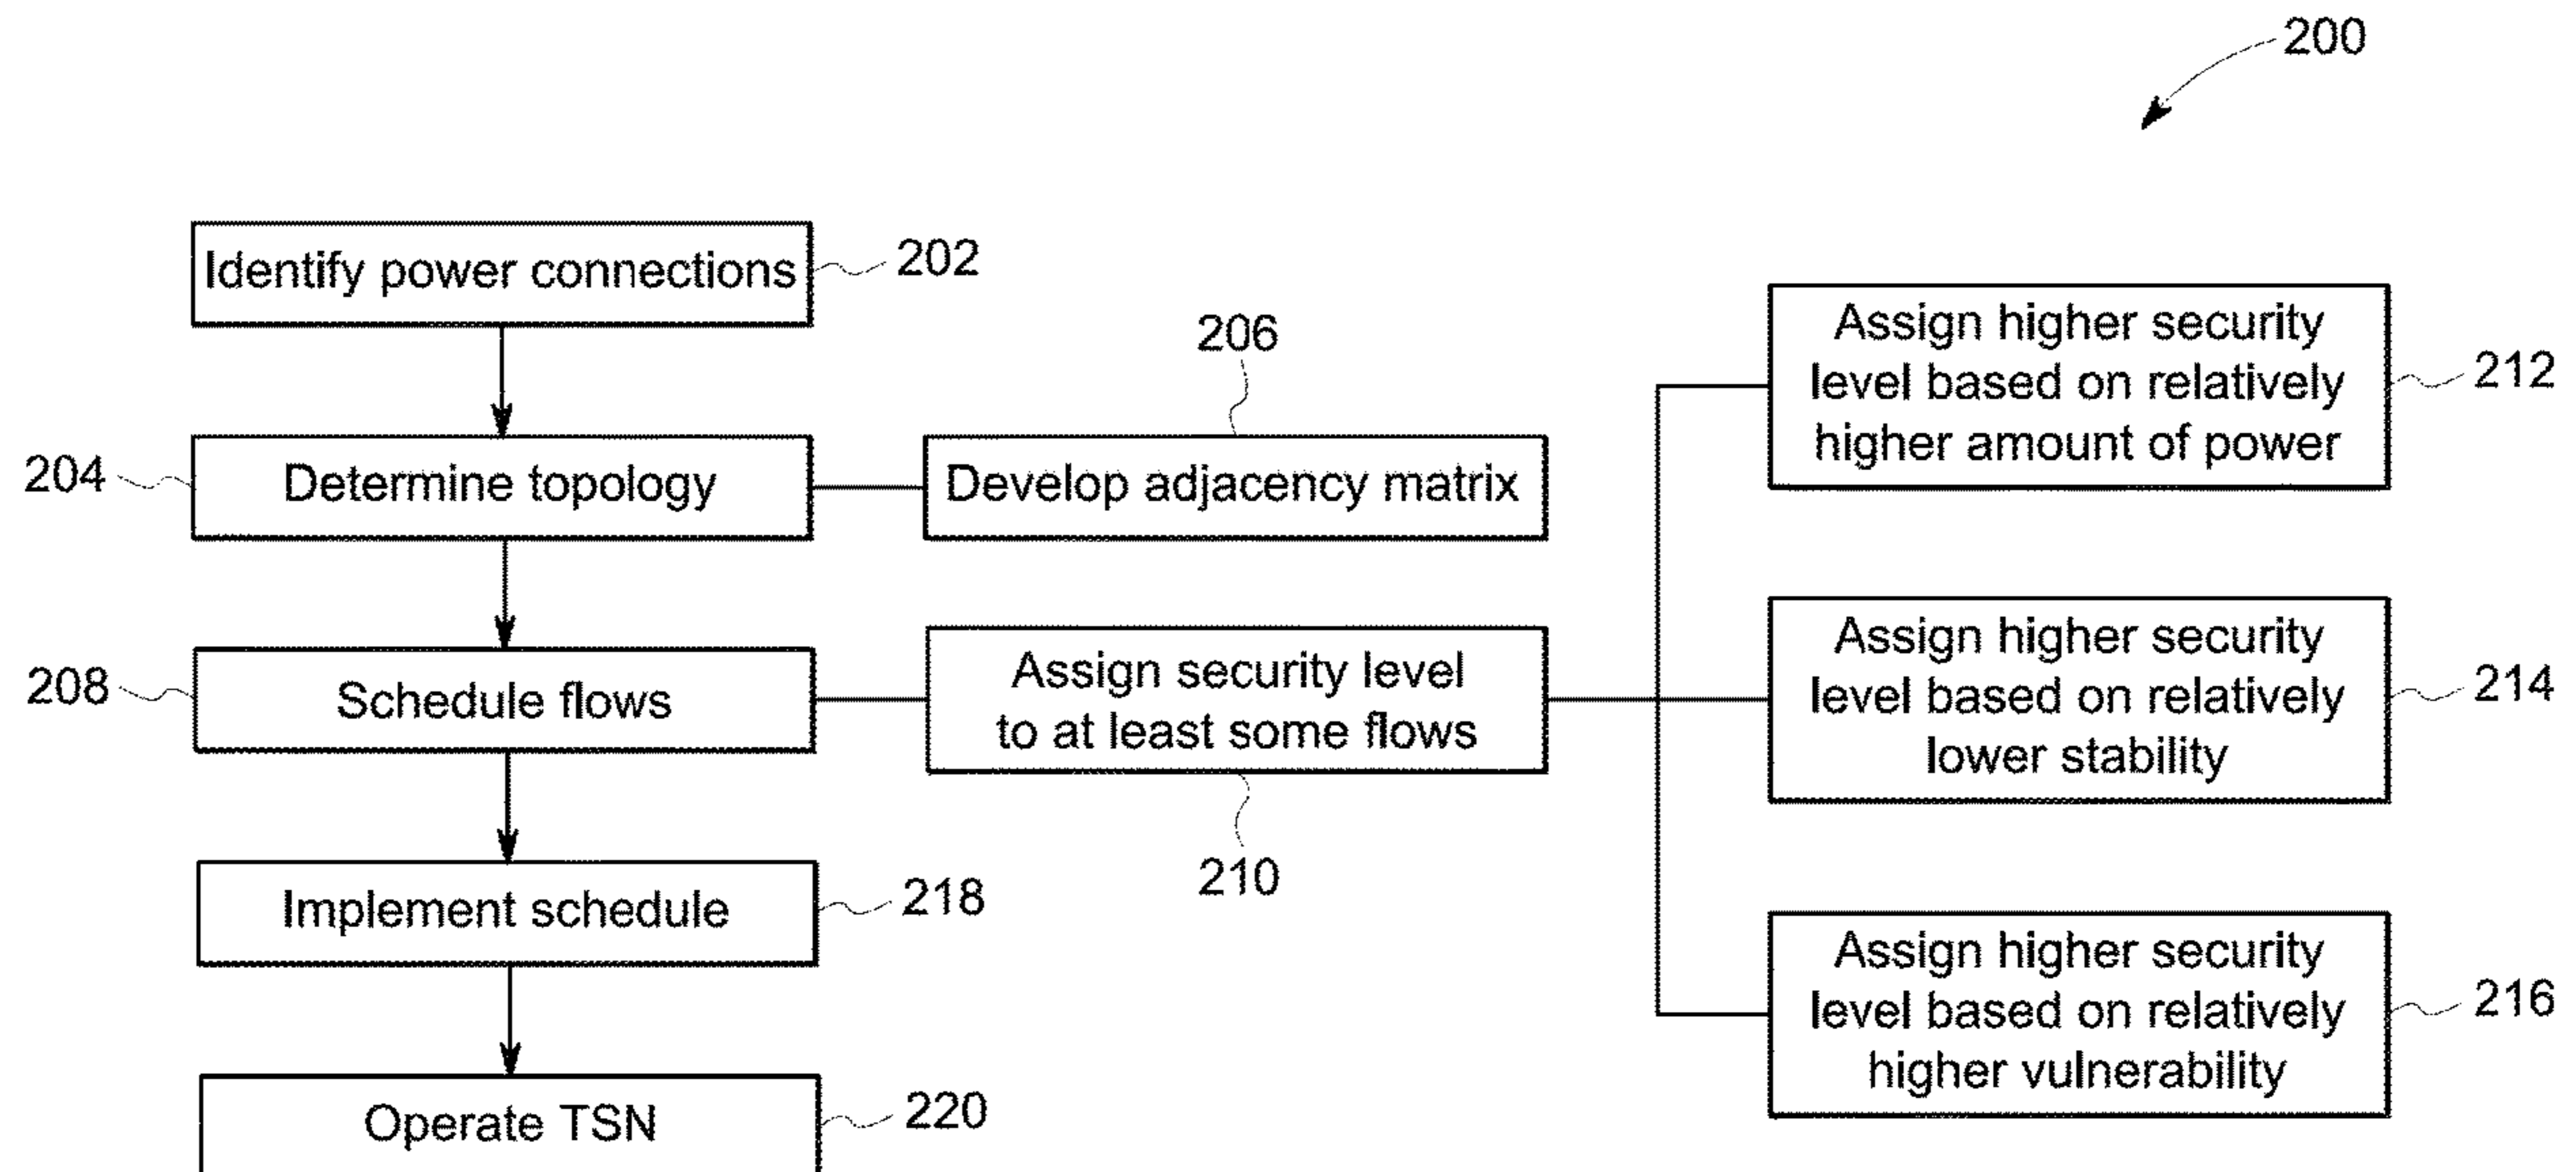 200
Identify power connections
202
204
Determine topology
206
Develop adjacency matrix
208
Schedule flows
Assign security level
to at least some flows
210
Assign higher security
level based on relatively
higher amount of power
212
Assign higher security
level based on relatively
lower stability
214
Assign higher security
level based on relatively
higher vulnerability
216
Implement schedule
218
Operate TSN
220